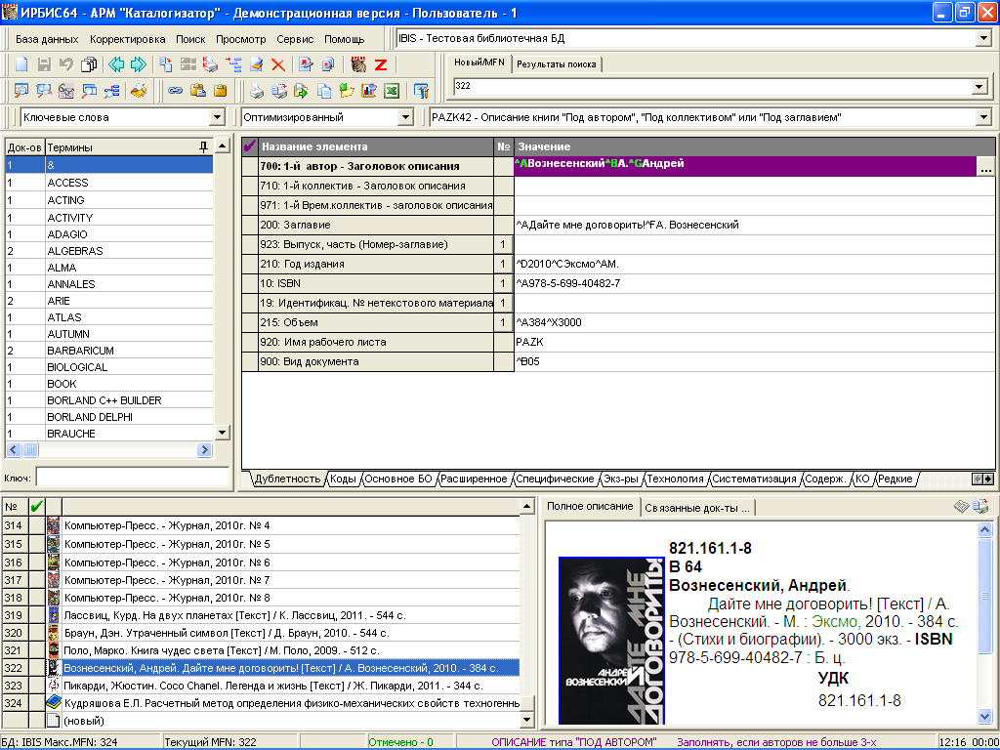 ИРБИС64 - АРМ "Каталогизатор" - Демонстрационная версия - Пользователь - 1
База данных Корректировка Поиск Просмотр Сервис Помощь
IBIS - Тестовая библиотечная БД
Новый/MFN Результаты поиска
322
Ключевые слова
Оптимизированный
PAZK42 - Описание книги "Под автором", "Под коллективом" или "Под заглавием"
Док-ов Термины
1 &
1 ACCESS
1 ACTING
1 ACTIVITY
1 ADAGIO
2 ALGEBRAS
1 ALMA
1 ANNALES
2 ARIE
1 ATLAS
1 AUTUMN
2 BARBARICUM
1 BIOLOGICAL
1 BOOK
1 BORLAND C++ BUILDER
1 BORLAND DELPHI
1 BRAUCHE
Ключ:
Название элемента № Значение
700: 1-й автор - Заголовок описания ^AВознесенский^BА.^GАндрей ...
710: 1-й коллектив - Заголовок описания
971: 1-й Врем.коллектив - заголовок описания
200: Заглавие ^AДайте мне договорить!^FА. Вознесенский
923: Выпуск, часть (Номер-заглавие) 1
210: Год издания 1 ^D2010^CЭксмо^AМ.
10: ISBN 1 ^A978-5-699-40482-7
19: Идентификац. № нетекстового материала 1
215: Объем 1 ^A384^X3000
920: Имя рабочего листа PAZK
900: Вид документа ^B05
Дублетность Коды Основное БО Расширенное Специфические Экз-ры Технология Систематизация Содерж. КО Редкие
№
314 Компьютер-Пресс. - Журнал, 2010г. № 4
315 Компьютер-Пресс. - Журнал, 2010г. № 5
316 Компьютер-Пресс. - Журнал, 2010г. № 6
317 Компьютер-Пресс. - Журнал, 2010г. № 7
318 Компьютер-Пресс. - Журнал, 2010г. № 8
319 Лассвиц, Курд. На двух планетах [Текст] / К. Лассвиц, 2011. - 544 с.
320 Браун, Дэн. Утраченный символ [Текст] / Д. Браун, 2010. - 544 с.
321 Поло, Марко. Книга чудес света [Текст] / М. Поло, 2009. - 512 с.
322 Вознесенский, Андрей. Дайте мне договорить! [Текст] / А. Вознесенский, 2010. - 384 с.
323 Пикарди, Жюстин. Coco Chanel. Легенда и жизнь [Текст] / Ж. Пикарди, 2011. - 344 с.
324 Кудряшова Е.Л. Расчетный метод определения физико-механических свойств техногенны
(новый)
Полное описание Связанные док-ты ...
АНДРЕЙ
ВОЗНЕСЕНСКИЙ
ДАЙТЕ МНЕ
ДОГОВОРИТЬ!
821.161.1-8
В 64
Вознесенский, Андрей.
Дайте мне договорить! [Текст] / А.
Вознесенский. - М. : Эксмо, 2010. - 384 с.
- (Стихи и биографии). - 3000 экз. - ISBN
978-5-699-40482-7 : Б. ц.
УДК
821.161.1-8
БД: IBIS Макс.MFN: 324 Текущий MFN: 322 Отмечено - 0 ОПИСАНИЕ типа "ПОД АВТОРОМ" Заполнять, если авторов не больше 3-х 12:16 00:00